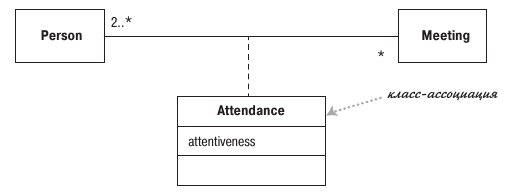 2..*
Person
Meeting
*
класс-ассоциация
Attendance
attentiveness